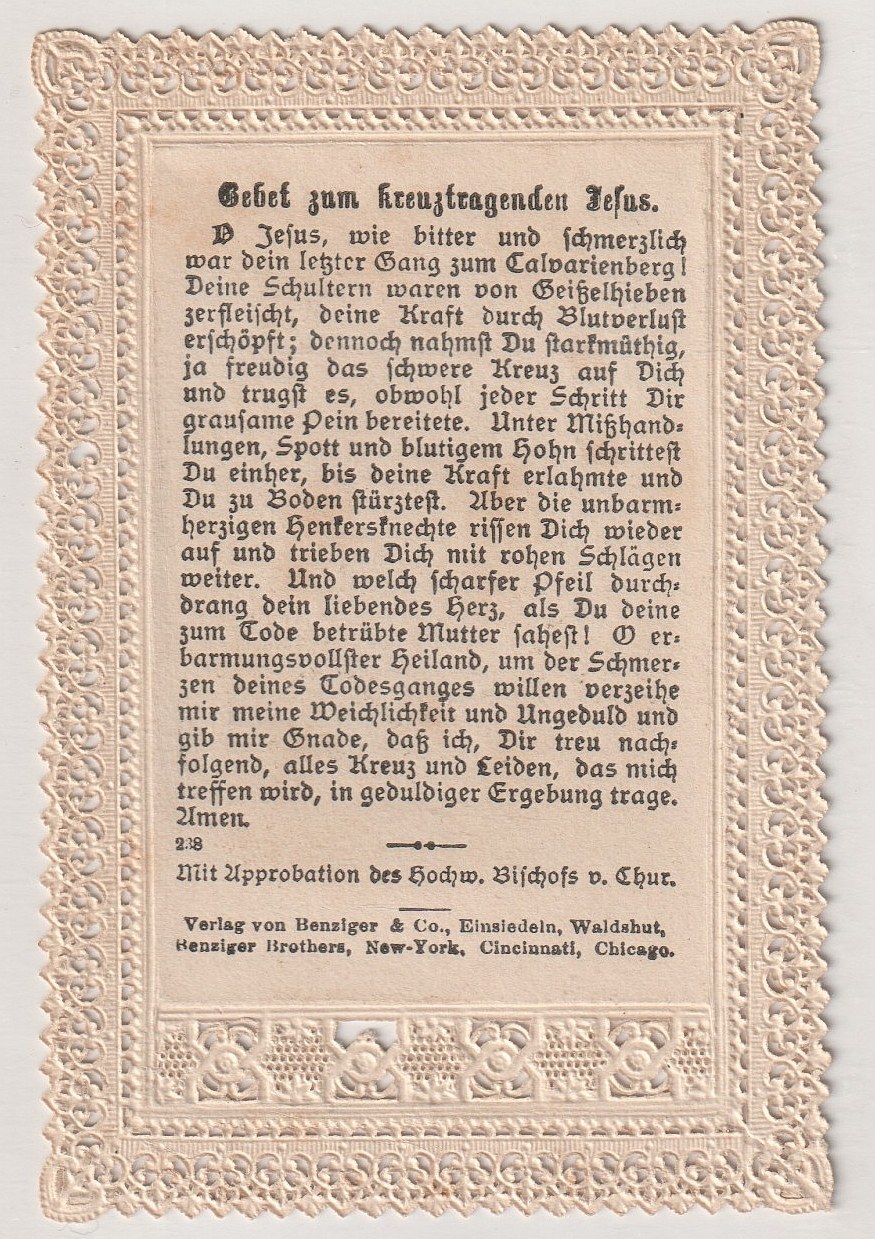 Gebet zum kreuztragenden Jesus.
O Jesus, wie bitter und schmerzlich
war dein letzter Gang zum Calvarienberg!
Deine Schultern waren von Geißelhieben
zerfleischt, deine Kraft durch Blutverlust
erschöpft; dennoch nahmst Du starkmüthig,
ja freudig das schwere Kreuz auf Dich
und trugst es, obwohl jeder Schritt Dir
grausame Pein bereitete. Unter Mißhand-
lungen, Spott und blutigem Hohn schrittest
Du einher, bis deine Kraft erlahmte und
Du zu Boden stürztest. Aber die unbarm-
herzigen Henkersknechte rissen Dich wieder
auf und trieben Dich mit rohen Schlägen
weiter. Und welch scharfer Pfeil durch-
drang dein liebendes Herz, als Du deine
zum Tode betrübte Mutter sahest! O er-
barmungsvollster Heiland, um der Schmer-
zen deines Todesganges willen verzeihe
mir meine Weichlichkeit und Ungeduld und
gib mir Gnade, daß ich, Dir treu nach-
folgend, alles Kreuz und Leiden, das mich
treffen wird, in geduldiger Ergebung trage.
Amen.
238
Mit Approbation des Hochw. Bischofs v. Chur.
Verlag von Benziger & Co., Einsiedeln, Waldshut,
Benziger Brothers, New-York, Cincinnati, Chicago.